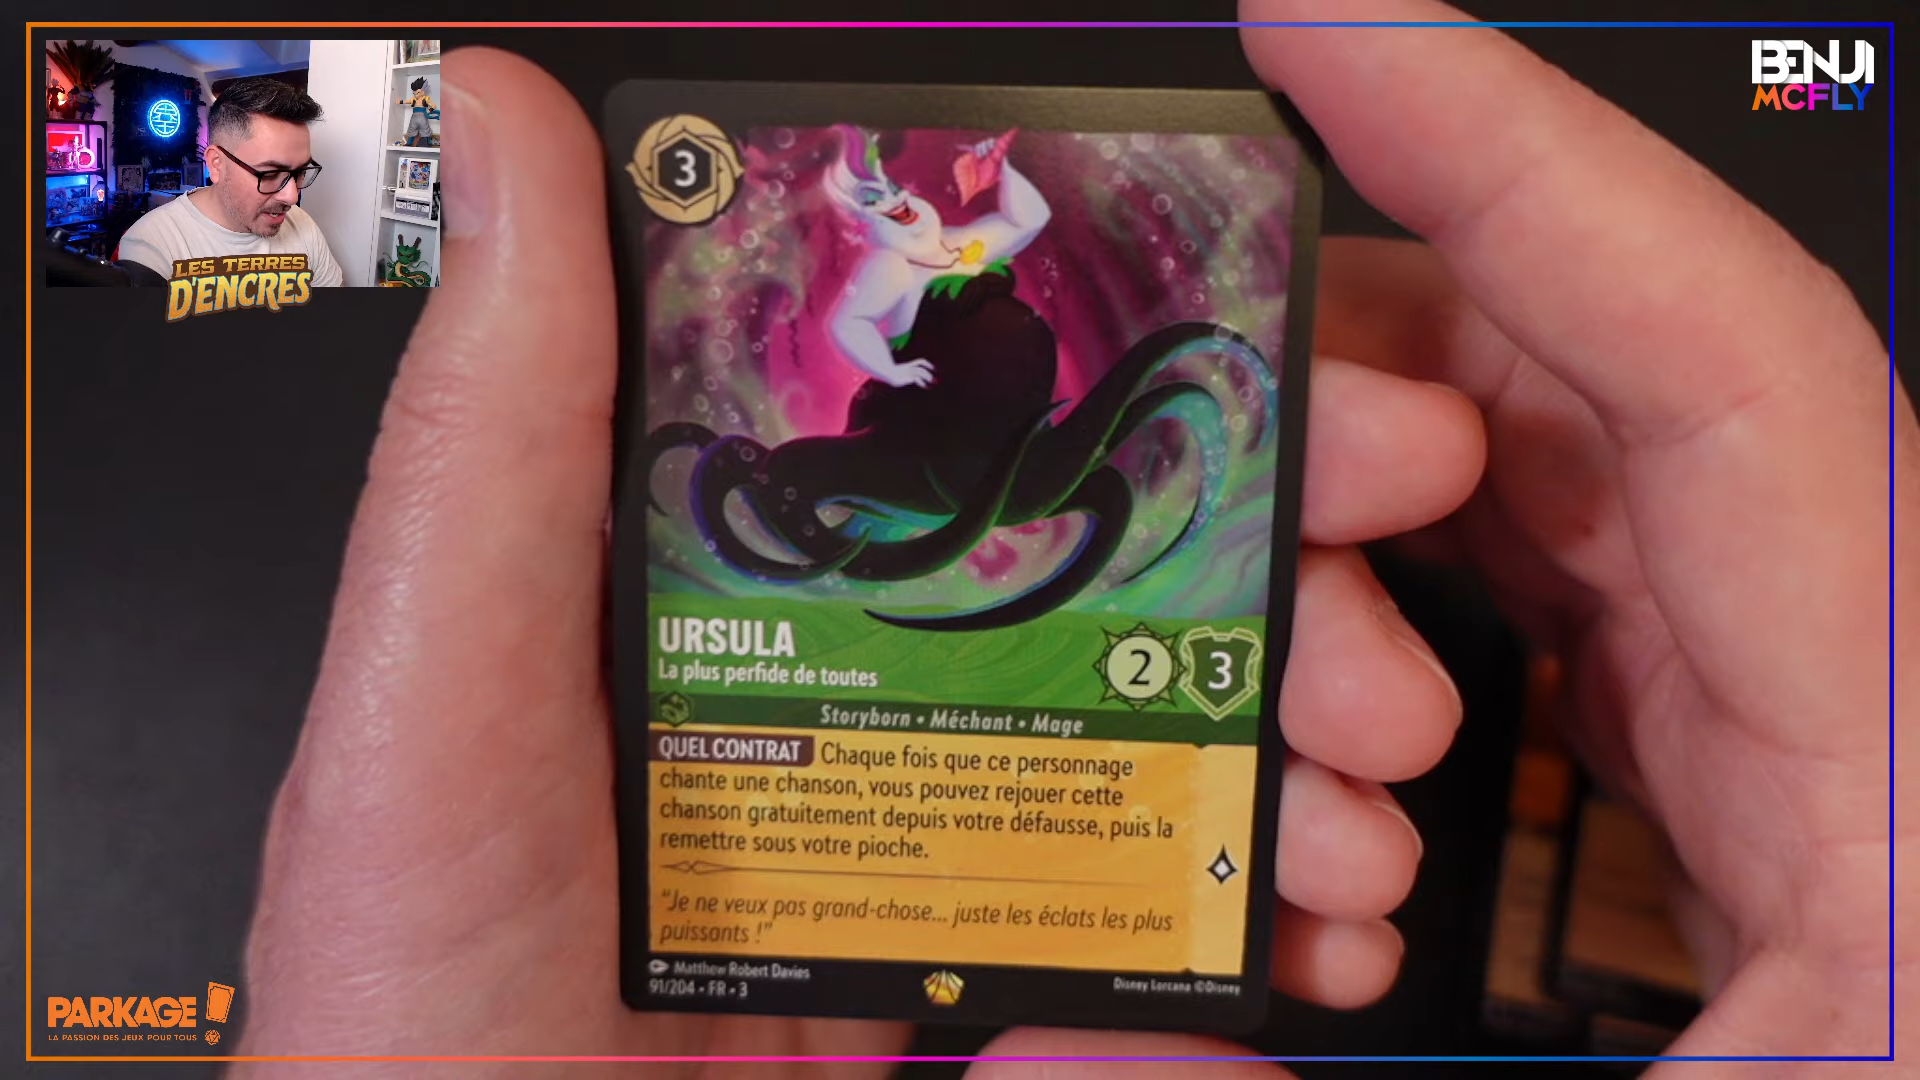 BENJI
MCFLY
LES TERRES
D'ENCRES
3
URSULA
La plus perfide de toutes
2
3
Storyborn • Méchant • Mage
QUEL CONTRAT Chaque fois que ce personnage
chante une chanson, vous pouvez rejouer cette
chanson gratuitement depuis votre défausse, puis la
remettre sous votre pioche.
"Je ne veux pas grand-chose... juste les éclats les plus
puissants !"
Matthew Robert Davies
91/204 • FR • 3
Disney Lorcana ©Disney
PARKAGE
LA PASSION DES JEUX POUR TOUS